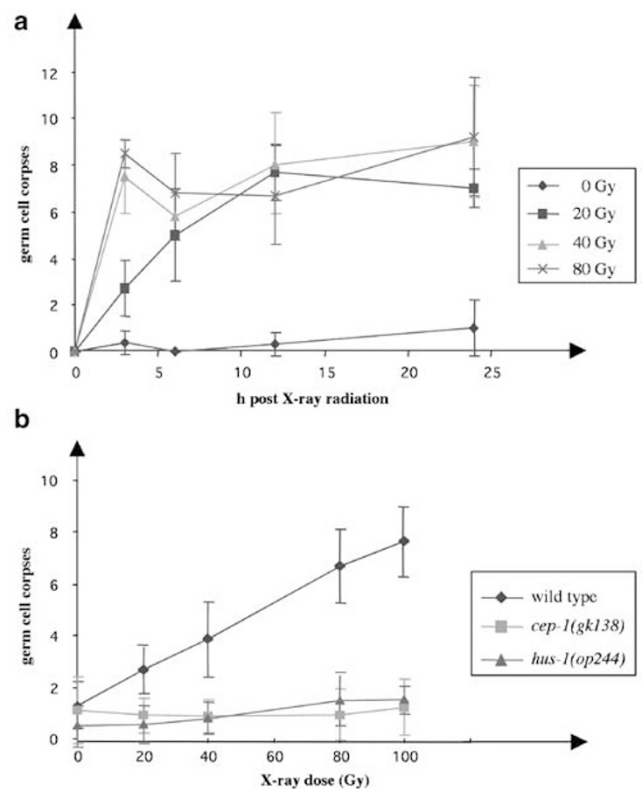 a
12
10
8
6
4
2
0
germ cell corpses
0 5 10 15 20 25
h post X-ray radiation
0 Gy
20 Gy
40 Gy
80 Gy
b
10
8
6
4
2
0
germ cell corpses
0 20 40 80 100
X-ray dose (Gy)
wild type
cep-1(gk138)
hus-1(op244)